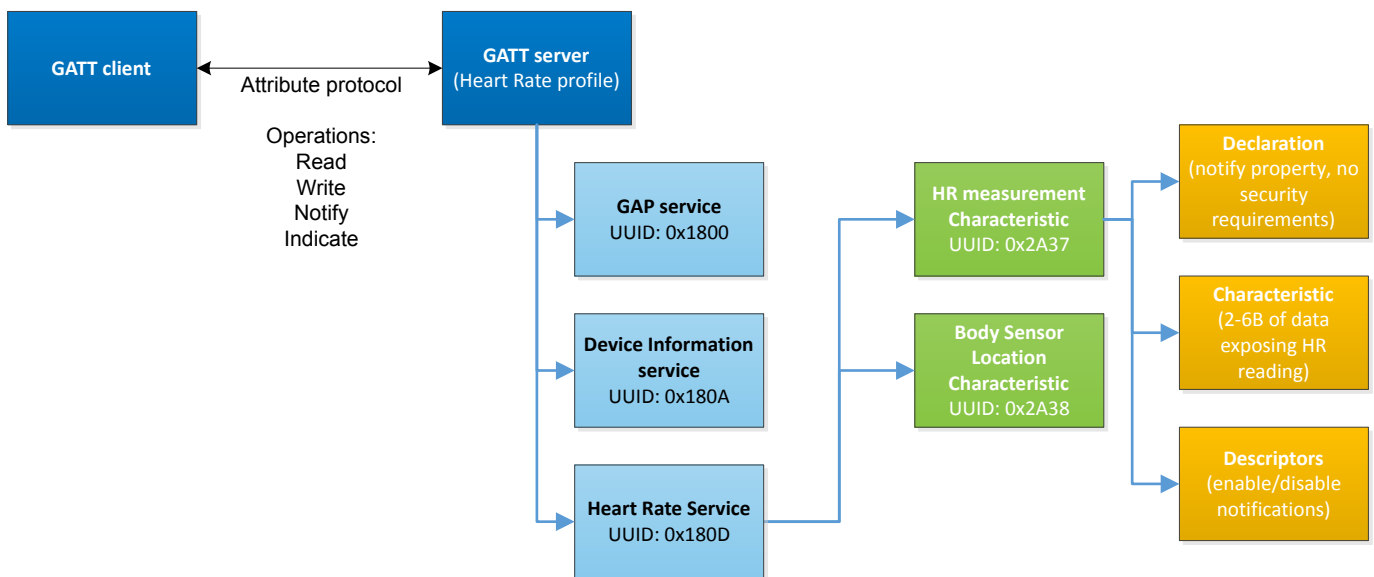 GATT client
Attribute protocol
Operations:
Read
Write
Notify
Indicate
GATT server
(Heart Rate profile)
GAP service
UUID: 0x1800
Device Information
service
UUID: 0x180A
Heart Rate Service
UUID: 0x180D
HR measurement
Characteristic
UUID: 0x2A37
Body Sensor
Location
Characteristic
UUID: 0x2A38
Declaration
(notify property, no
security
requirements)
Characteristic
(2-6B of data
exposing HR
reading)
Descriptors
(enable/disable
notifications)